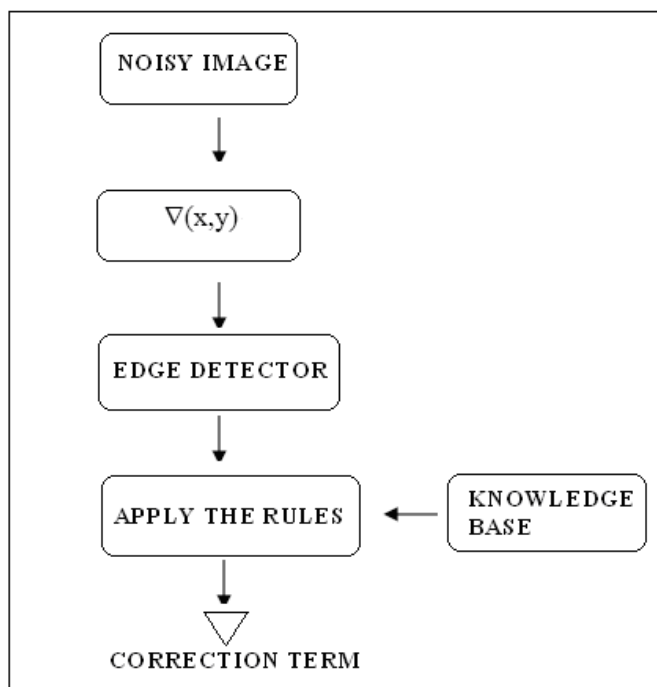 NOISY IMAGE
∇(x,y)
EDGE DETECTOR
APPLY THE RULES
KNOWLEDGE
BASE
CORRECTION TERM